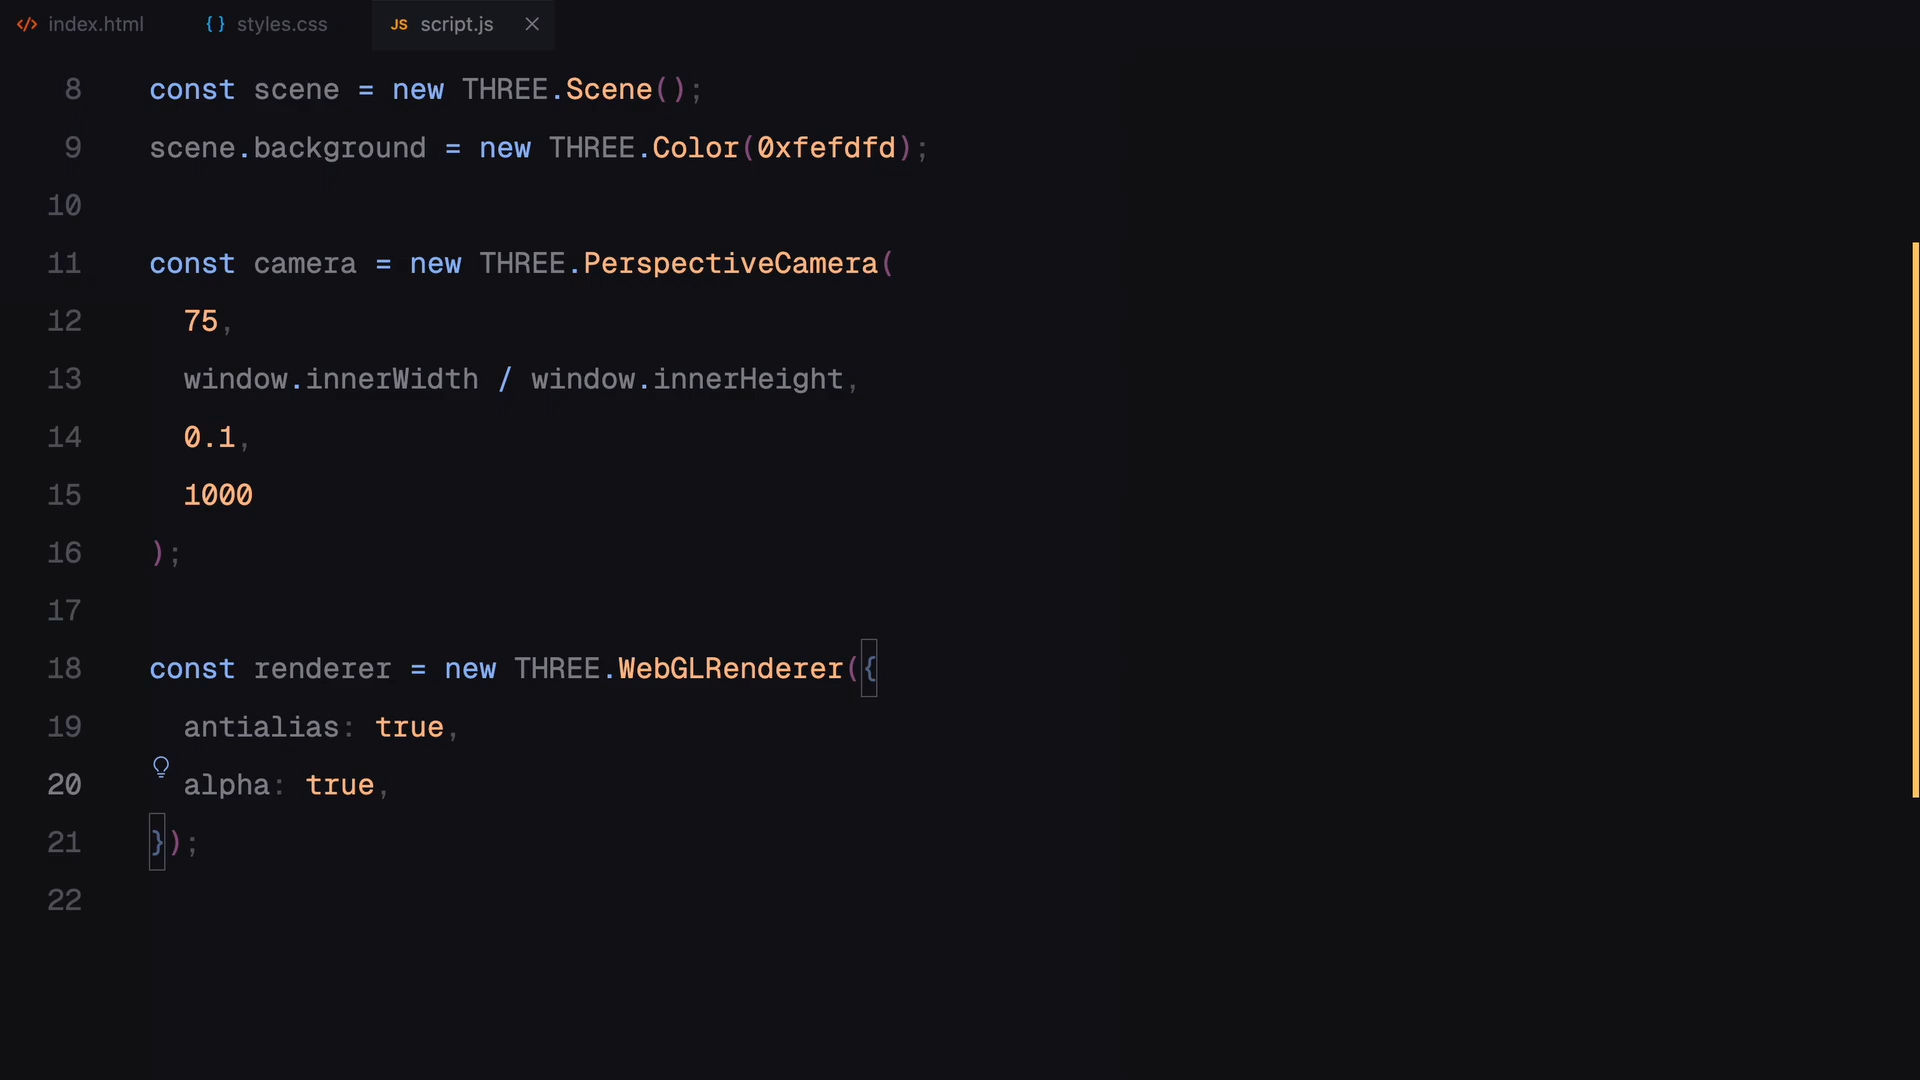 </> index.html { } styles.css JS script.js ×
8 const scene = new THREE.Scene();
9 scene.background = new THREE.Color(0xfefdfd);
10
11 const camera = new THREE.PerspectiveCamera(
12 75,
13 window.innerWidth / window.innerHeight,
14 0.1,
15 1000
16 );
17
18 const renderer = new THREE.WebGLRenderer({
19 antialias: true,
20 alpha: true,
21 });
22